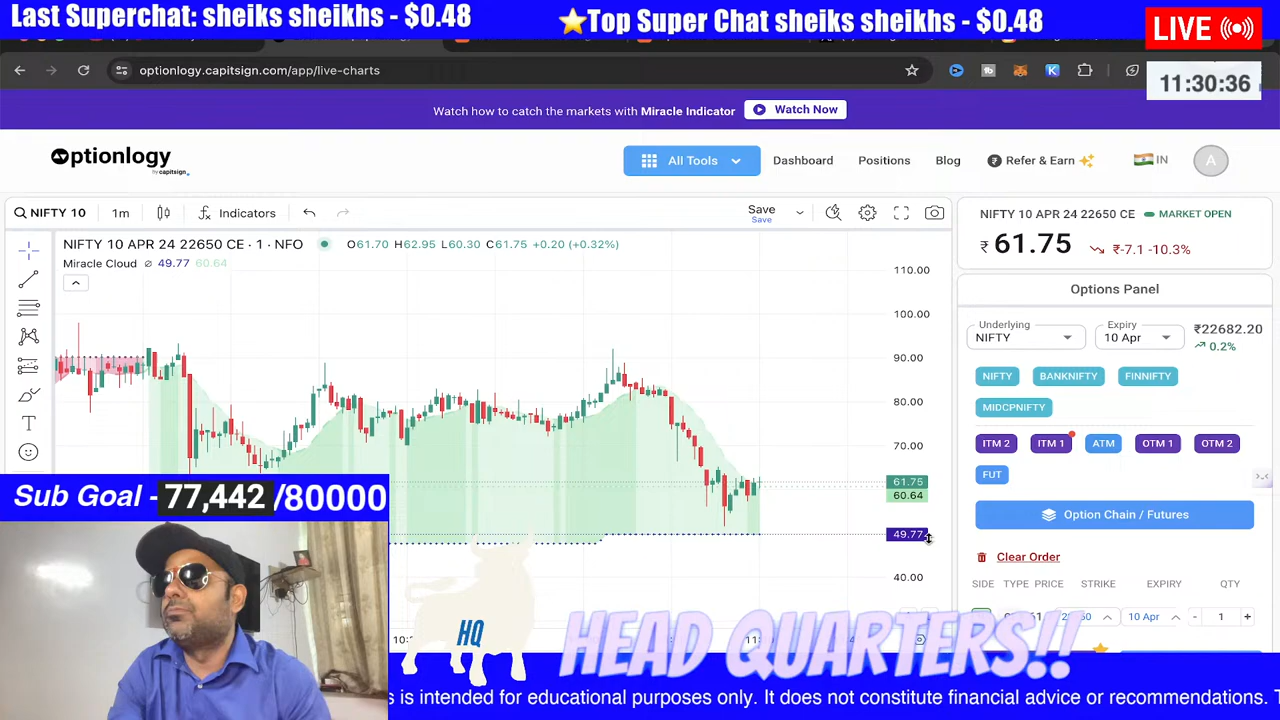 Last Superchat: sheiks sheikhs - $0.48
⭐Top Super Chat sheiks sheikhs - $0.48
LIVE
optionlogy.capitsign.com/app/live-charts
11:30:36
Watch how to catch the markets with Miracle Indicator
Watch Now
optionlogy
by capitsign
All Tools
Dashboard
Positions
Blog
Refer & Earn
IN
A
NIFTY 10
1m
Indicators
Save
Save
NIFTY 10 APR 24 22650 CE · 1 · NFO
O61.70 H62.95 L60.30 C61.75 +0.20 (+0.32%)
Miracle Cloud ⌀ 49.77 60.64
110.00
100.00
90.00
80.00
70.00
61.75
60.64
49.77
40.00
NIFTY 10 APR 24 22650 CE
MARKET OPEN
₹ 61.75
₹-7.1 -10.3%
Options Panel
Underlying
NIFTY
Expiry
10 Apr
₹22682.20
0.2%
NIFTY
BANKNIFTY
FINNIFTY
MIDCPNIFTY
ITM 2
ITM 1
ATM
OTM 1
OTM 2
FUT
Option Chain / Futures
Clear Order
SIDE TYPE PRICE STRIKE EXPIRY QTY
10 Apr
- 1 +
Sub Goal - 77,442 /80000
HQ
HEAD QUARTERS!!
s is intended for educational purposes only. It does not constitute financial advice or recommendations. T